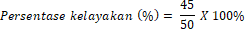 Persentase kelayakan (%) = 45/50 X 100%